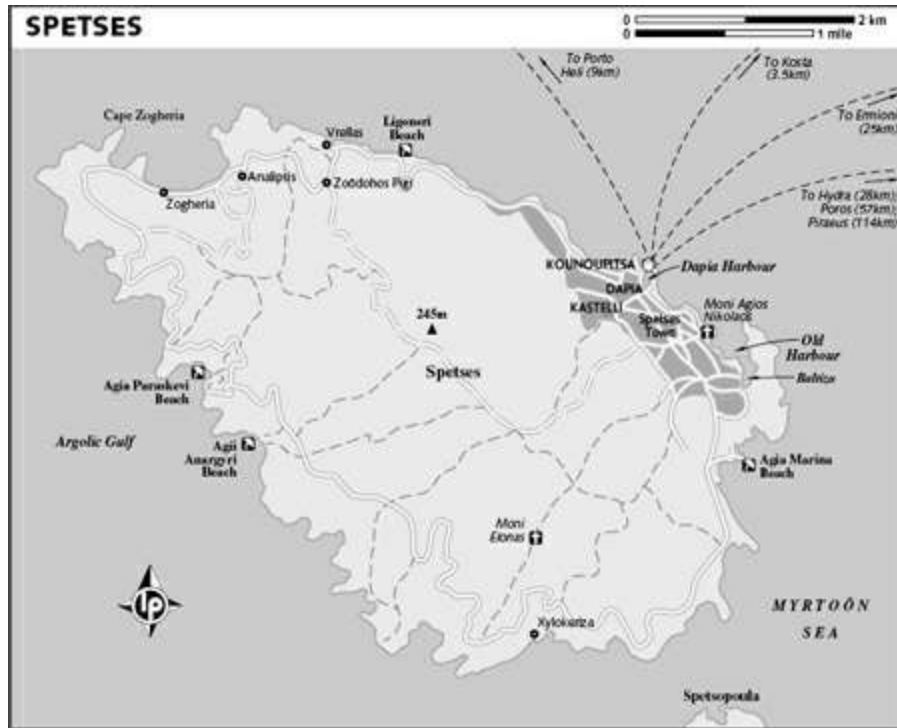 SPETSES
0 2 km
0 1 mile
To Porto
Heli (9km)
To Kosta
(3.5km)
To Ermioni
(25km)
To Hydra (28km);
Poros (57km);
Piraeus (114km)
Cape Zogheria
Vrellas
Ligoneri
Beach
Analipsis
Zoödohos Pigi
Zogheria
KOUNOUPITSA
Dapia Harbour
DAPIA
KASTELLI
Moni Agios
Nikolaos
Spetses
Town
Old
Harbour
Baltiza
245m
Spetses
Agia Paraskevi
Beach
Argolic Gulf
Agii
Anargyri
Beach
Agia Marina
Beach
Moni
Elonas
Xylokeriza
MYRTOÖN
SEA
lp
Spetsopoula